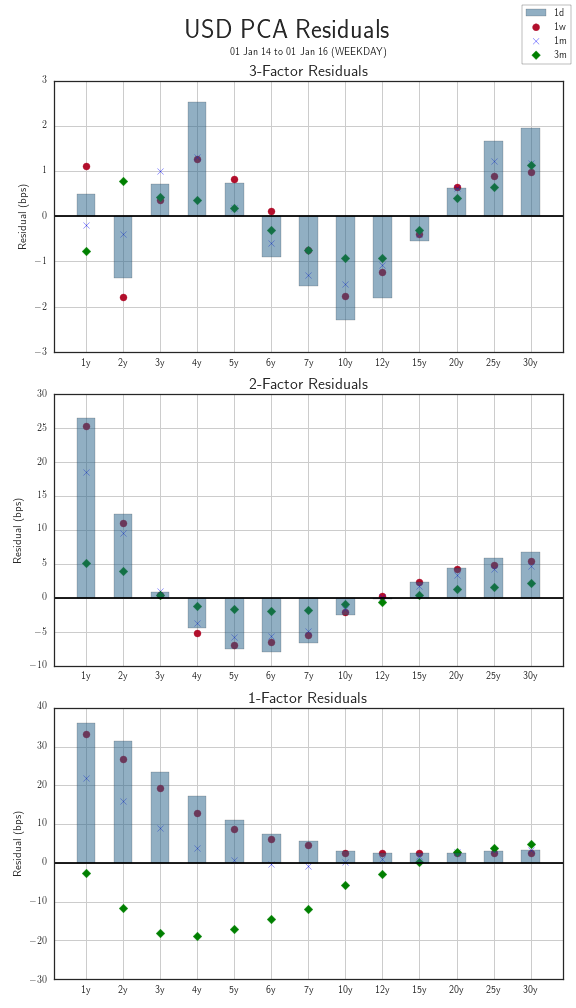 USD PCA Residuals
01 Jan 14 to 01 Jan 16 (WEEKDAY)
1d
1w
1m
3m
3-Factor Residuals
Residual (bps)
3
2
1
0
−1
−2
−3
1y 2y 3y 4y 5y 6y 7y 10y 12y 15y 20y 25y 30y
2-Factor Residuals
Residual (bps)
30
25
20
15
10
5
0
−5
−10
1y 2y 3y 4y 5y 6y 7y 10y 12y 15y 20y 25y 30y
1-Factor Residuals
Residual (bps)
40
30
20
10
0
−10
−20
−30
1y 2y 3y 4y 5y 6y 7y 10y 12y 15y 20y 25y 30y